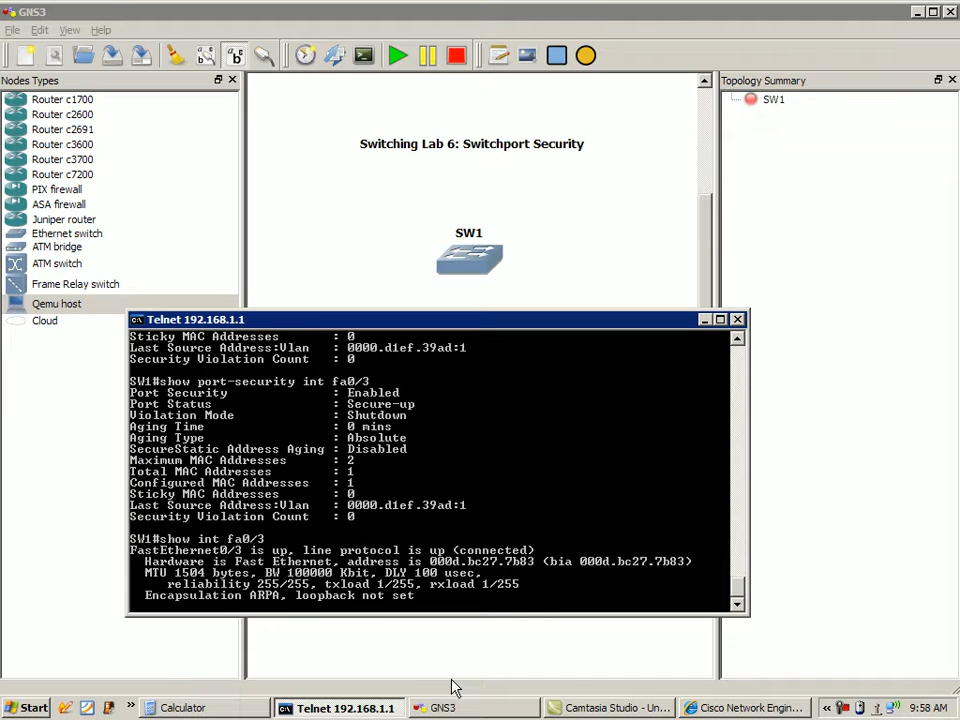 GNS3
File Edit View Help
Nodes Types
Router c1700
Router c2600
Router c2691
Router c3600
Router c3700
Router c7200
PIX firewall
ASA firewall
Juniper router
Ethernet switch
ATM bridge
ATM switch
Frame Relay switch
Qemu host
Cloud
Switching Lab 6: Switchport Security
SW1
Topology Summary
SW1
Telnet 192.168.1.1
Sticky MAC Addresses : 0
Last Source Address:Vlan : 0000.d1ef.39ad:1
Security Violation Count : 0
SW1#show port-security int fa0/3
Port Security : Enabled
Port Status : Secure-up
Violation Mode : Shutdown
Aging Time : 0 mins
Aging Type : Absolute
SecureStatic Address Aging : Disabled
Maximum MAC Addresses : 2
Total MAC Addresses : 1
Configured MAC Addresses : 1
Sticky MAC Addresses : 0
Last Source Address:Vlan : 0000.d1ef.39ad:1
Security Violation Count : 0
SW1#show int fa0/3
FastEthernet0/3 is up, line protocol is up (connected)
Hardware is Fast Ethernet, address is 000d.bc27.7b83 (bia 000d.bc27.7b83)
MTU 1504 bytes, BW 100000 Kbit, DLY 100 usec,
reliability 255/255, txload 1/255, rxload 1/255
Encapsulation ARPA, loopback not set
Start » Calculator Telnet 192.168.1.1 GNS3 Camtasia Studio - Un... Cisco Network Engin... « 9:58 AM